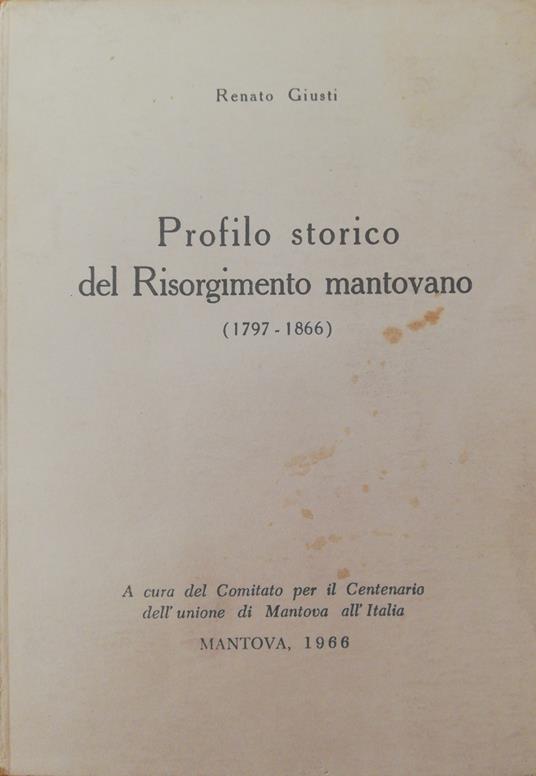 Renato Giusti
Profilo storico
del Risorgimento mantovano
(1797 - 1866)
A cura del Comitato per il Centenario
dell'unione di Mantova all'Italia
MANTOVA, 1966